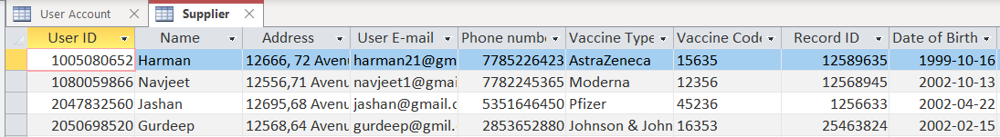 User Account Supplier
User ID Name Address User E-mail Phone numbe Vaccine Type Vaccine Code Record ID Date of Birth
1005080652 Harman 12666, 72 Avenu harman21@gm 7785226423 AstraZeneca 15635 12589635 1999-10-16
1080059866 Navjeet 12556,71 Avenu navjeet1@gmai 7782245365 Moderna 12356 12568945 2002-10-13
2047832560 Jashan 12695,68 Avenu jashan@gmail.c 5351646450 Pfizer 45236 1256633 2002-04-22
2050698520 Gurdeep 12568,64 Avenu gurdeep@gmil. 2853652880 Johnson & John 16353 25463824 2002-02-15